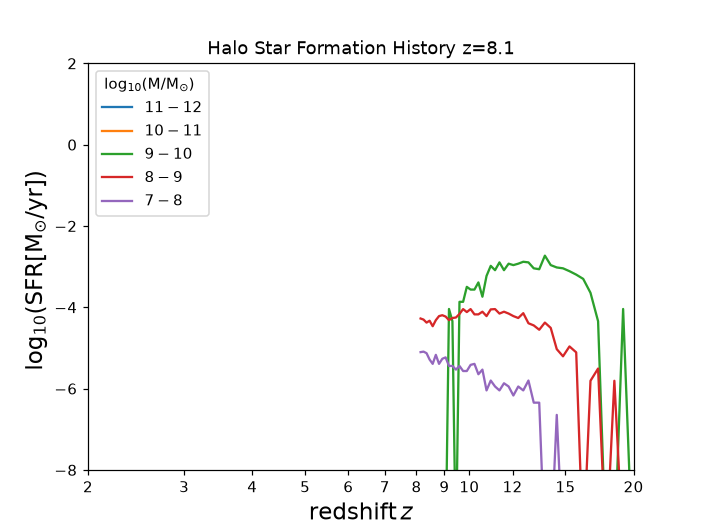 Halo Star Formation History z=8.1
log₁₀(SFR[M⊙/yr])
2
0
−2
−4
−6
−8
log₁₀(M/M⊙)
11 − 12
10 − 11
9 − 10
8 − 9
7 − 8
2 3 4 5 6 7 8 9 10 12 15 20
redshift z